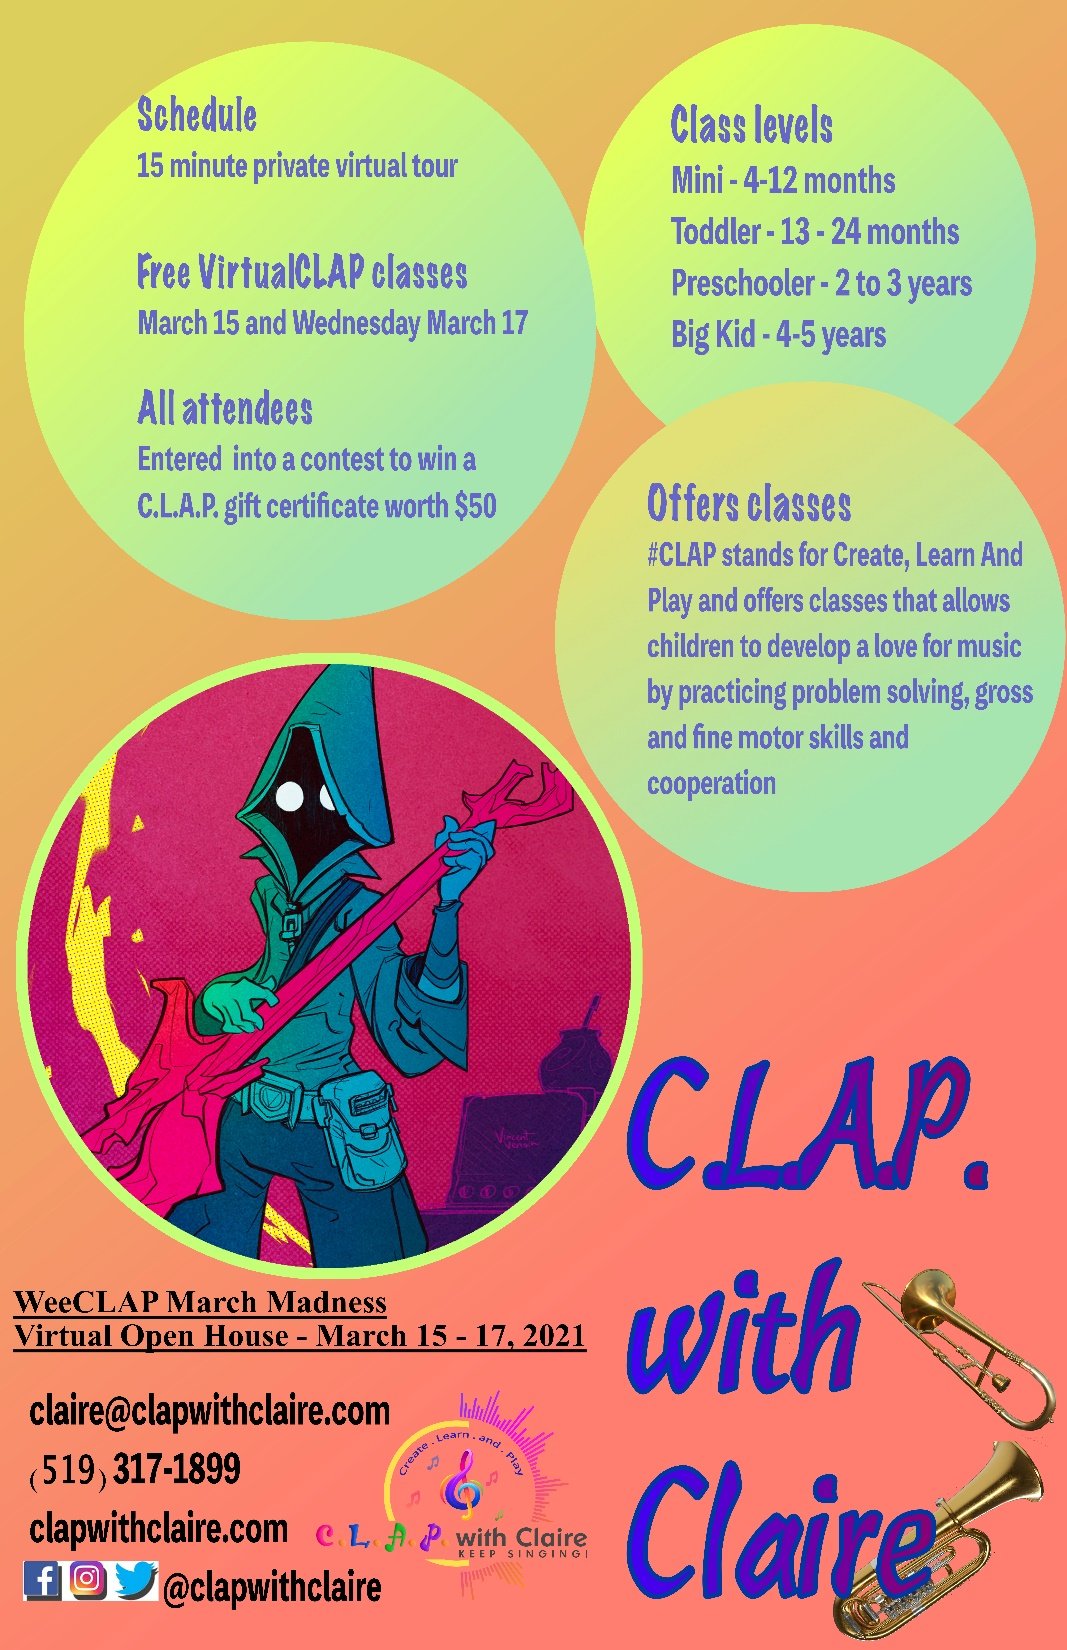 Schedule
15 minute private virtual tour
Free VirtualCLAP classes
March 15 and Wednesday March 17
All attendees
Entered into a contest to win a
C.L.A.P. gift certificate worth $50
Class levels
Mini - 4-12 months
Toddler - 13 - 24 months
Preschooler - 2 to 3 years
Big Kid - 4-5 years
Offers classes
#CLAP stands for Create, Learn And
Play and offers classes that allows
children to develop a love for music
by practicing problem solving, gross
and fine motor skills and
cooperation
Vincent
Venoir
C.L.A.P.
with
Claire
WeeCLAP March Madness
Virtual Open House - March 15 - 17, 2021
claire@clapwithclaire.com
(519) 317-1899
clapwithclaire.com
@clapwithclaire
Create . Learn . and . Play
C.L.A.P. with Claire
KEEP SINGING!